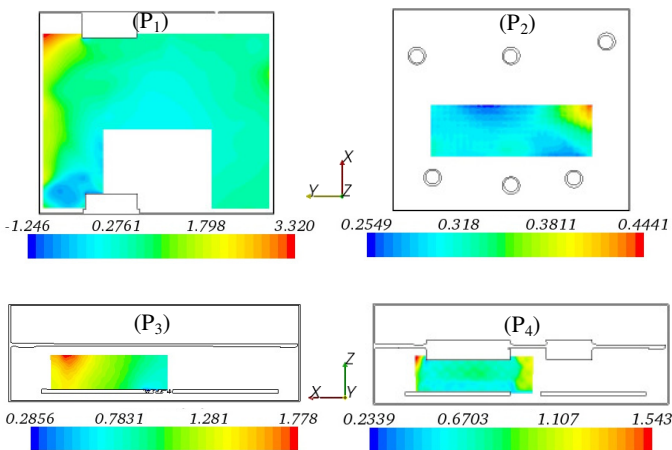 (P1) (P2)
X
Y Z
-1.246 0.2761 1.798 3.320
0.2549 0.318 0.3811 0.4441
(P3) (P4)
Z
X Y
0.2856 0.7831 1.281 1.778
0.2339 0.6703 1.107 1.543